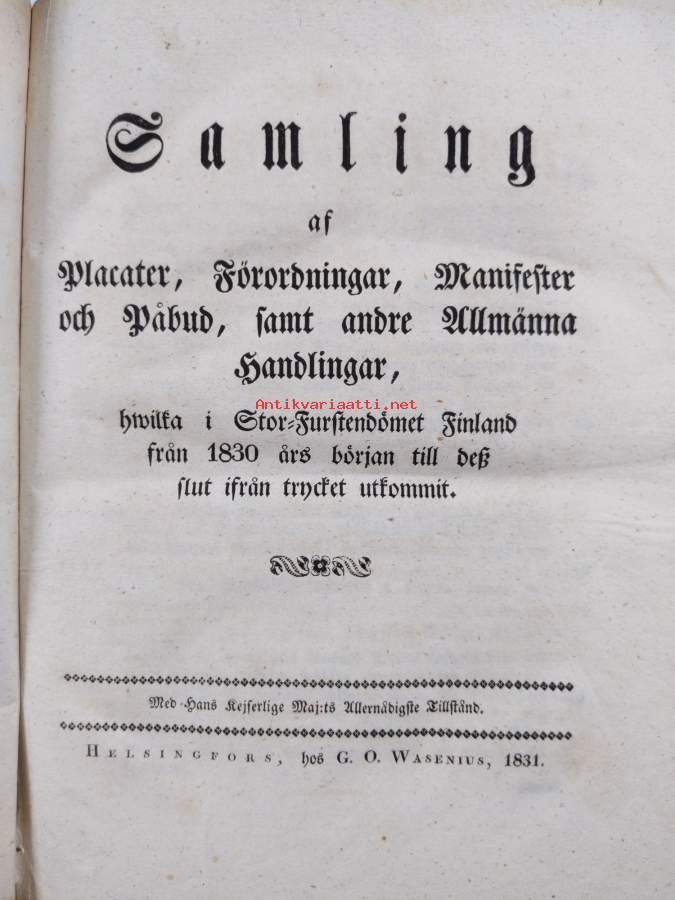 Samling
af
Placater, Förordningar, Manifester
och Påbud, samt andre Allmänna
Handlingar,
Antikvariaatti.net
hwilka i Stor-Furstendömet Finland
från 1830 års början till deß
slut ifrån trycket utkommit.
Med Hans Kejserlige Maj:ts Allernådigste Tillstånd.
HELSINGFORS, hos G. O. WASENIUS, 1831.